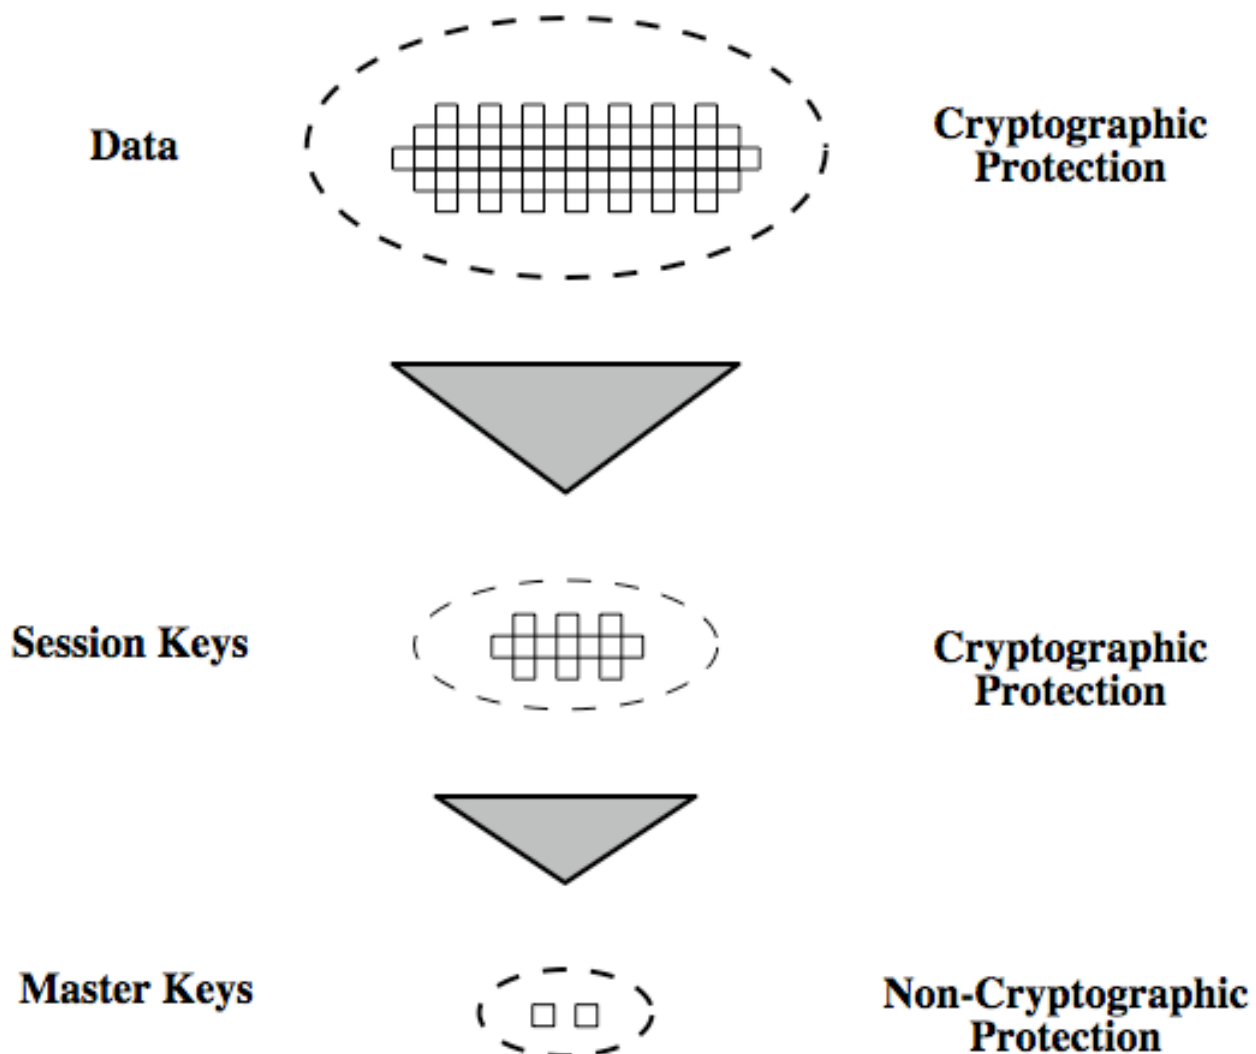 Data
Cryptographic
Protection
Session Keys
Cryptographic
Protection
Master Keys
Non-Cryptographic
Protection